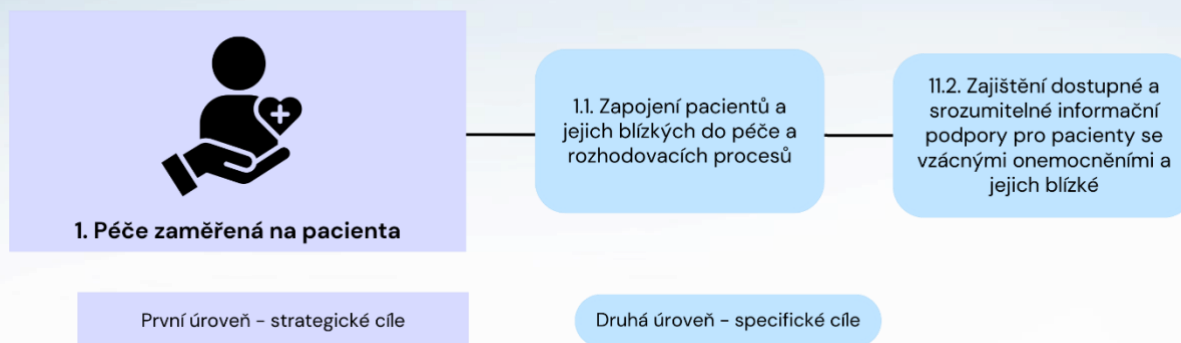 1. Péče zaměřená na pacienta
1.1. Zapojení pacientů a
jejich blízkých do péče a
rozhodovacích procesů
11.2. Zajištění dostupné a
srozumitelné informační
podpory pro pacienty se
vzácnými onemocněními a
jejich blízké
První úroveň - strategické cíle
Druhá úroveň - specifické cíle